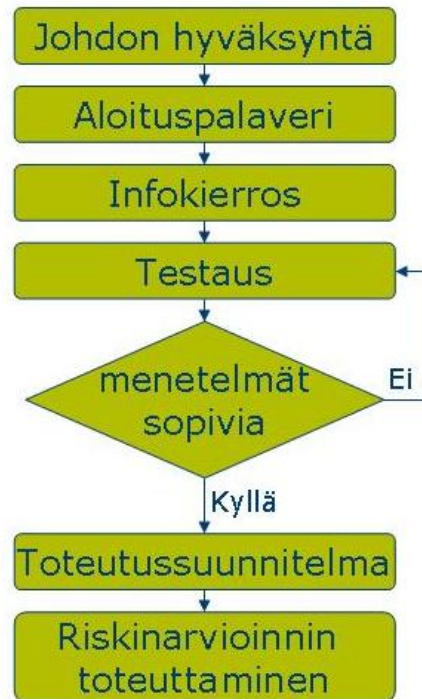 Johdon hyväksyntä
Aloituspalaveri
Infokierros
Testaus
menetelmät
sopivia
Ei
Kyllä
Toteutussuunnitelma
Riskinarvioinnin
toteuttaminen